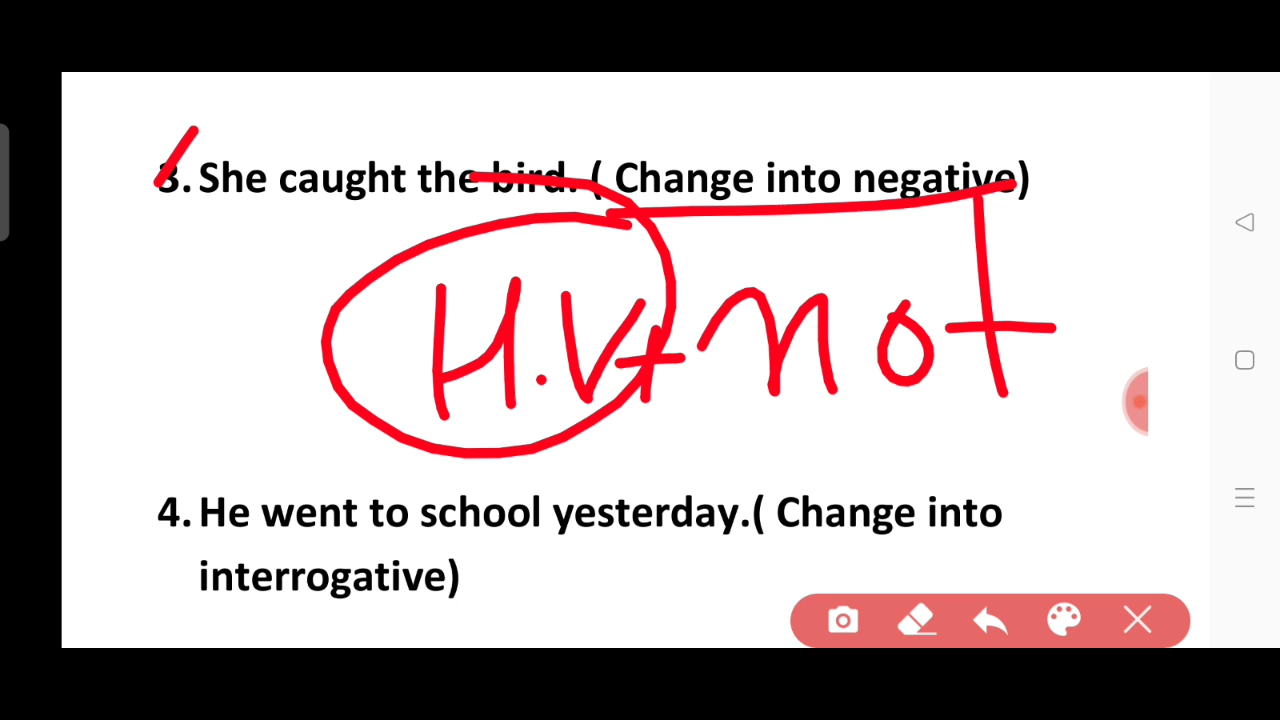 3. She caught the bird. ( Change into negative)
H.V+not
4. He went to school yesterday.( Change into
interrogative)